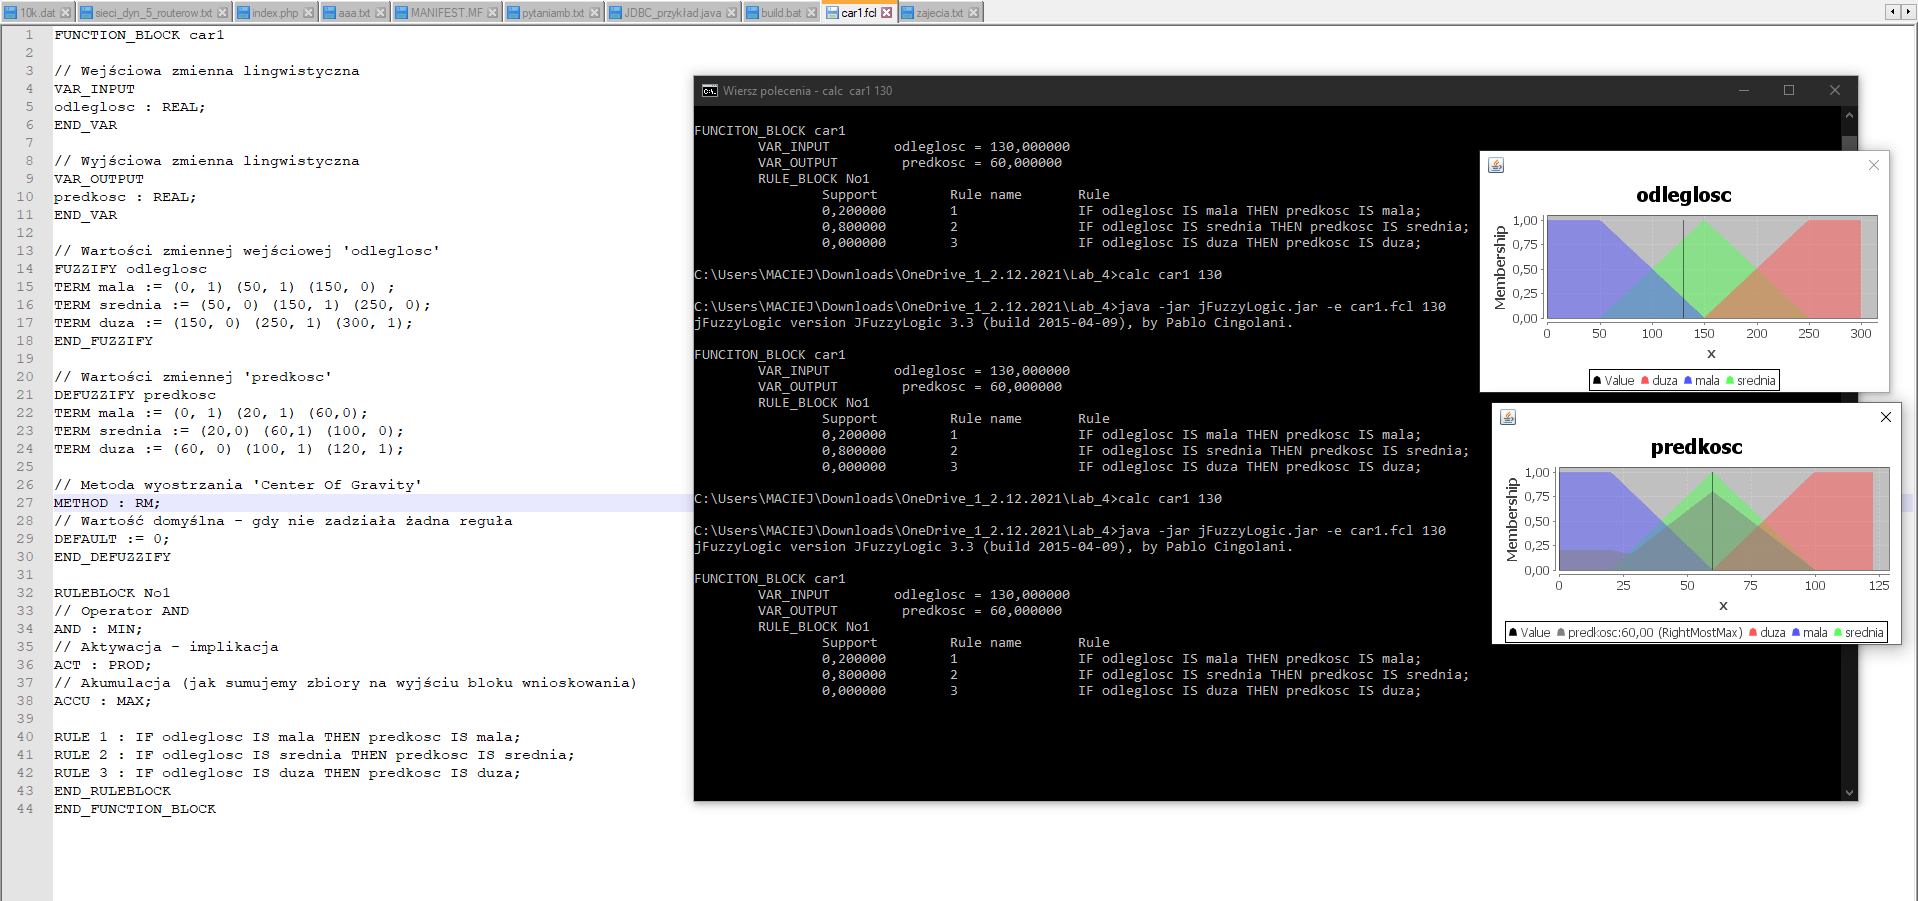 10k.dat sieci_dyn_5_routerow.txt index.php aaa.txt MANIFEST.MF pytaniamb.txt JDBC_przykład.java build.bat car1.fcl zajecia.txt
1 FUNCTION_BLOCK car1
2
3 // Wejściowa zmienna lingwistyczna
4 VAR_INPUT
5 odleglosc : REAL;
6 END_VAR
7
8 // Wyjściowa zmienna lingwistyczna
9 VAR_OUTPUT
10 predkosc : REAL;
11 END_VAR
12
13 // Wartości zmiennej wejściowej 'odleglosc'
14 FUZZIFY odleglosc
15 TERM mala := (0, 1) (50, 1) (150, 0) ;
16 TERM srednia := (50, 0) (150, 1) (250, 0);
17 TERM duza := (150, 0) (250, 1) (300, 1);
18 END_FUZZIFY
19
20 // Wartości zmiennej 'predkosc'
21 DEFUZZIFY predkosc
22 TERM mala := (0, 1) (20, 1) (60,0);
23 TERM srednia := (20,0) (60,1) (100, 0);
24 TERM duza := (60, 0) (100, 1) (120, 1);
25
26 // Metoda wyostrzania 'Center Of Gravity'
27 METHOD : RM;
28 // Wartość domyślna - gdy nie zadziała żadna reguła
29 DEFAULT := 0;
30 END_DEFUZZIFY
31
32 RULEBLOCK No1
33 // Operator AND
34 AND : MIN;
35 // Aktywacja - implikacja
36 ACT : PROD;
37 // Akumulacja (jak sumujemy zbiory na wyjściu bloku wnioskowania)
38 ACCU : MAX;
39
40 RULE 1 : IF odleglosc IS mala THEN predkosc IS mala;
41 RULE 2 : IF odleglosc IS srednia THEN predkosc IS srednia;
42 RULE 3 : IF odleglosc IS duza THEN predkosc IS duza;
43 END_RULEBLOCK
44 END_FUNCTION_BLOCK
Wiersz polecenia - calc car1 130
FUNCITON_BLOCK car1
VAR_INPUT odleglosc = 130,000000
VAR_OUTPUT predkosc = 60,000000
RULE_BLOCK No1
Support Rule name Rule
0,200000 1 IF odleglosc IS mala THEN predkosc IS mala;
0,800000 2 IF odleglosc IS srednia THEN predkosc IS srednia;
0,000000 3 IF odleglosc IS duza THEN predkosc IS duza;
C:\Users\MACIEJ\Downloads\OneDrive_1_2.12.2021\Lab_4>calc car1 130
C:\Users\MACIEJ\Downloads\OneDrive_1_2.12.2021\Lab_4>java -jar jFuzzyLogic.jar -e car1.fcl 130
jFuzzyLogic version JFuzzyLogic 3.3 (build 2015-04-09), by Pablo Cingolani.
FUNCITON_BLOCK car1
VAR_INPUT odleglosc = 130,000000
VAR_OUTPUT predkosc = 60,000000
RULE_BLOCK No1
Support Rule name Rule
0,200000 1 IF odleglosc IS mala THEN predkosc IS mala;
0,800000 2 IF odleglosc IS srednia THEN predkosc IS srednia;
0,000000 3 IF odleglosc IS duza THEN predkosc IS duza;
C:\Users\MACIEJ\Downloads\OneDrive_1_2.12.2021\Lab_4>calc car1 130
C:\Users\MACIEJ\Downloads\OneDrive_1_2.12.2021\Lab_4>java -jar jFuzzyLogic.jar -e car1.fcl 130
jFuzzyLogic version JFuzzyLogic 3.3 (build 2015-04-09), by Pablo Cingolani.
FUNCITON_BLOCK car1
VAR_INPUT odleglosc = 130,000000
VAR_OUTPUT predkosc = 60,000000
RULE_BLOCK No1
Support Rule name Rule
0,200000 1 IF odleglosc IS mala THEN predkosc IS mala;
0,800000 2 IF odleglosc IS srednia THEN predkosc IS srednia;
0,000000 3 IF odleglosc IS duza THEN predkosc IS duza;
odleglosc
Membership
1,00
0,75
0,50
0,25
0,00
0 50 100 150 200 250 300
x
Value duza mala srednia
predkosc
Membership
1,00
0,75
0,50
0,25
0,00
0 25 50 75 100 125
x
Value predkosc:60,00 (RightMostMax) duza mala srednia